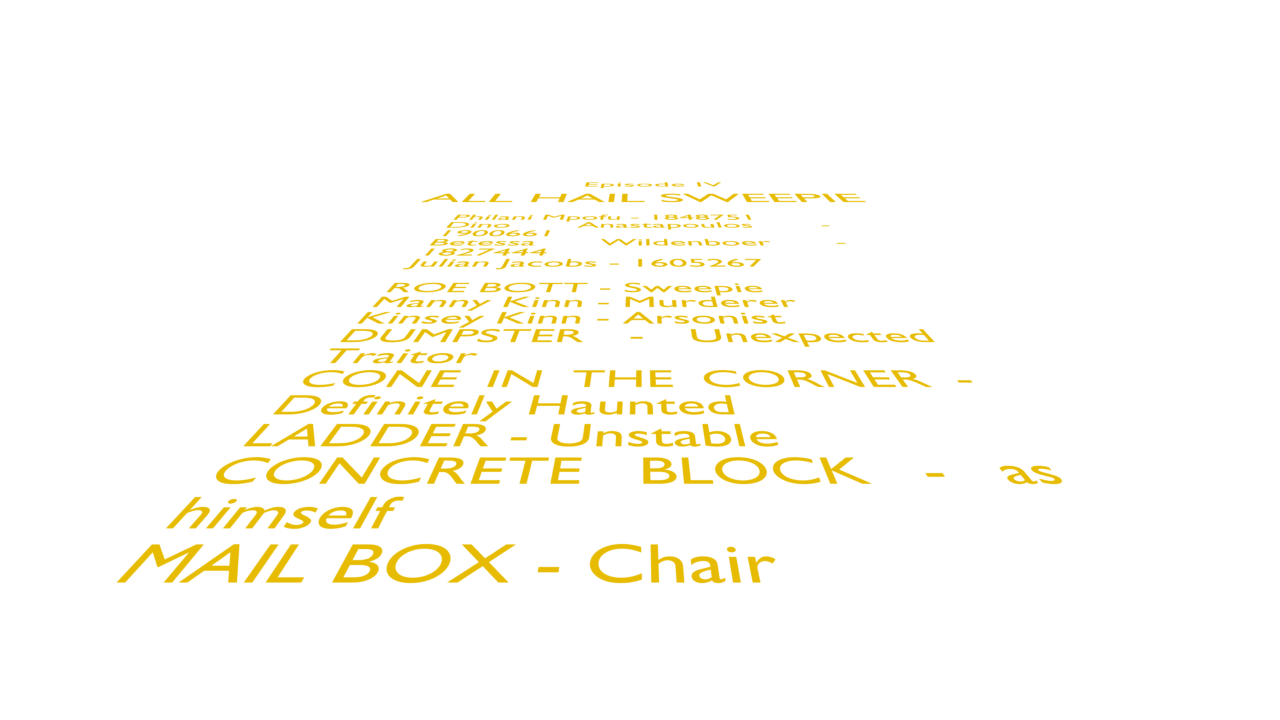 Episode IV
ALL HAIL SWEEPIE
Philani Mpofu - 1848751
Dino Anastapoulos -
1900661
Betessa Wildenboer -
1827444
Julian Jacobs - 1605267
ROE BOTT - Sweepie
Manny Kinn - Murderer
Kinsey Kinn - Arsonist
DUMPSTER - Unexpected
Traitor
CONE IN THE CORNER -
Definitely Haunted
LADDER - Unstable
CONCRETE BLOCK - as
himself
MAIL BOX - Chair